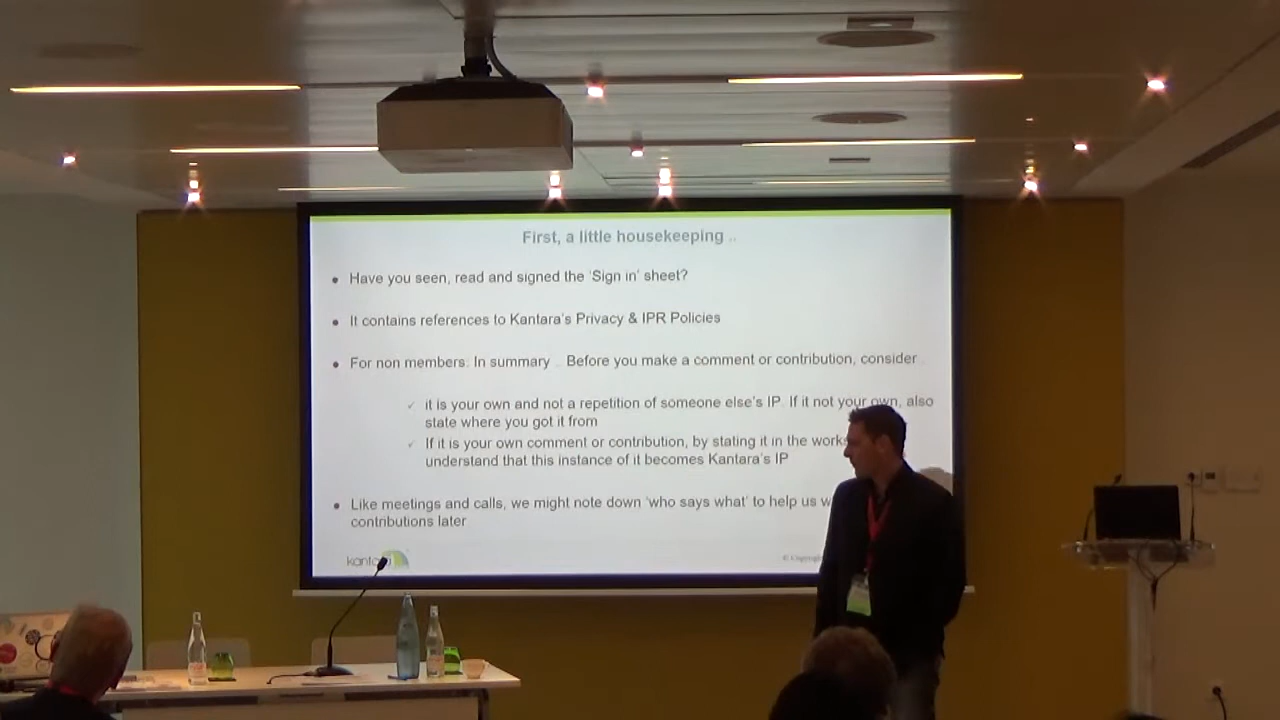 First, a little housekeeping ..
Have you seen, read and signed the 'Sign in' sheet?
It contains references to Kantara's Privacy & IPR Policies
For non members: In summary .. Before you make a comment or contribution, consider
it is your own and not a repetition of someone else's IP. If it not your own, also
state where you got it from
If it is your own comment or contribution, by stating it in the works
understand that this instance of it becomes Kantara's IP
Like meetings and calls, we might note down 'who says what' to help us w
contributions later
© Copyright